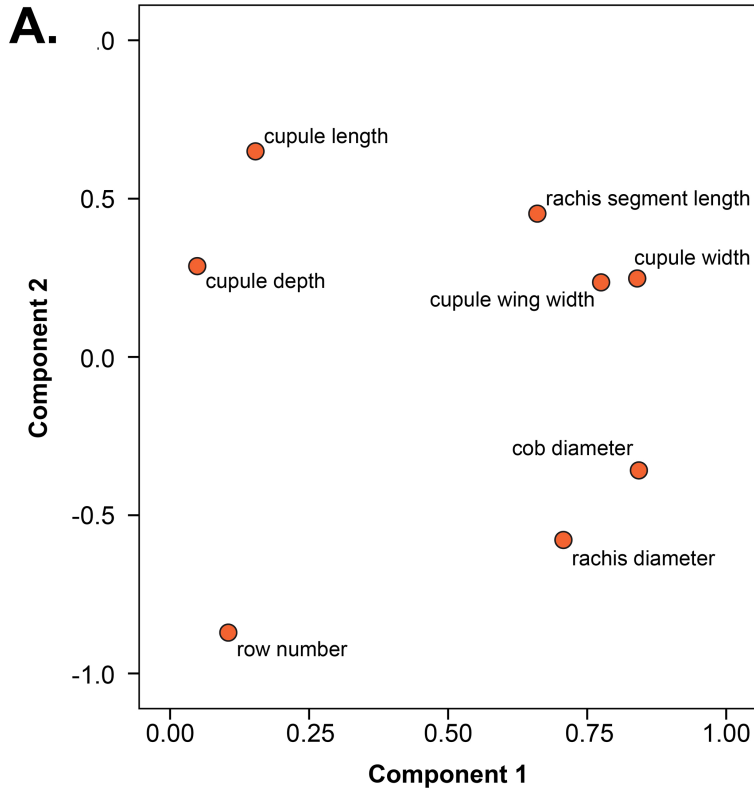 A.
.0
cupule length
0.5
rachis segment length
cupule width
cupule depth
cupule wing width
Component 2
0.0
cob diameter
-0.5
rachis diameter
row number
-1.0
0.00 0.25 0.50 0.75 1.00
Component 1